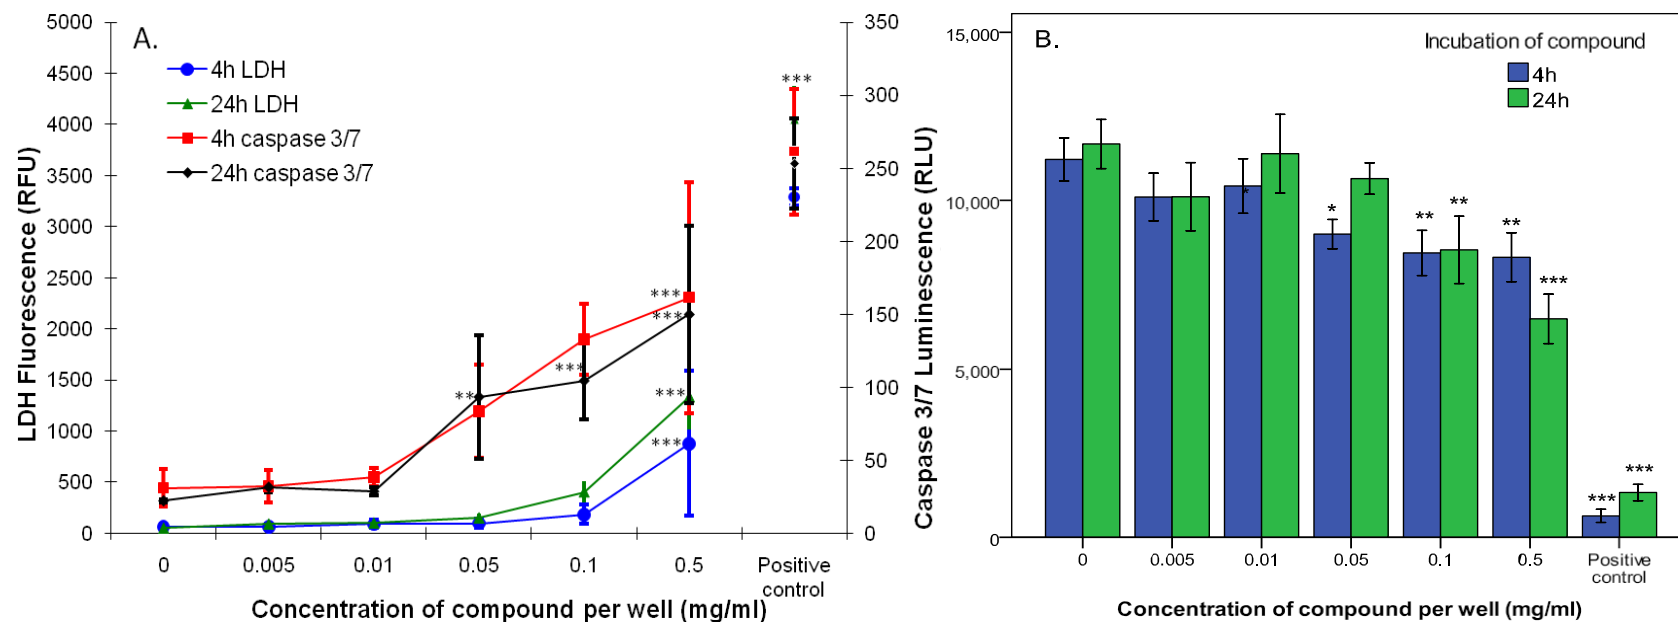 A.
4h LDH
24h LDH
4h caspase 3/7
24h caspase 3/7
LDH Fluorescence (RFU)
5000
4500
4000
3500
3000
2500
2000
1500
1000
500
0
350
300
250
200
150
100
50
0
***
***
***
***
***
***
**
0 0.005 0.01 0.05 0.1 0.5 Positive
control
Concentration of compound per well (mg/ml)
Caspase 3/7 Luminescence (RLU)
B.
Incubation of compound
4h
24h
15,000
10,000
5,000
0
*
*
**
**
**
***
***
***
0 0.005 0.01 0.05 0.1 0.5 Positive
control
Concentration of compound per well (mg/ml)